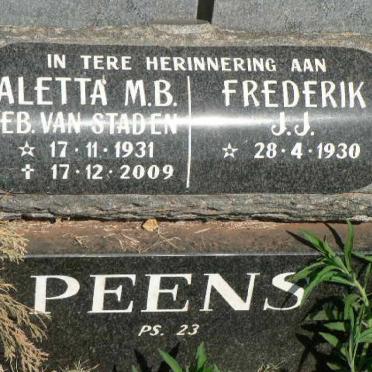 IN TERE HERINNERING AAN
ALETTA M.B.
EB. VAN STADEN
☆ 17·11·1931
✝ 17·12·2009
FREDERIK
J.J.
☆ 28·4·1930
PEENS
PS. 23